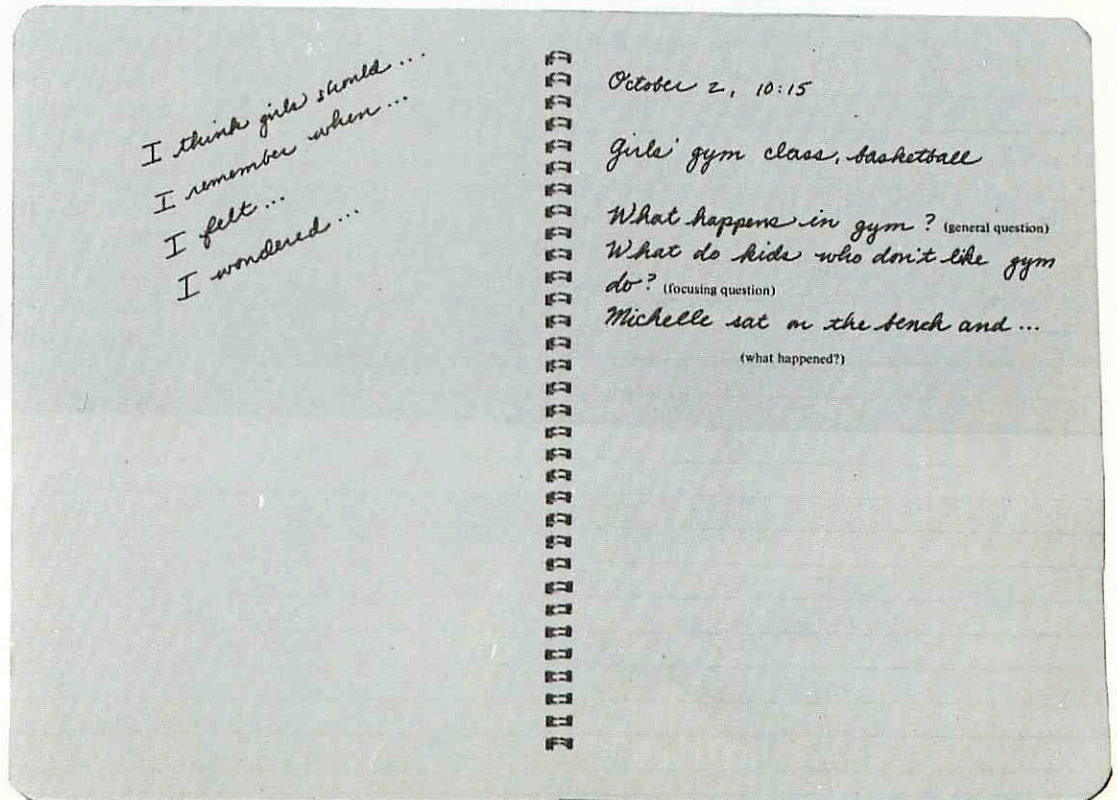 I think girls should...
I remember when...
I felt...
I wondered...
October 2, 10:15
Girls' gym class, basketball
What happens in gym? (general question)
What do kids who don't like gym
do? (focusing question)
Michelle sat on the bench and...
(what happened?)